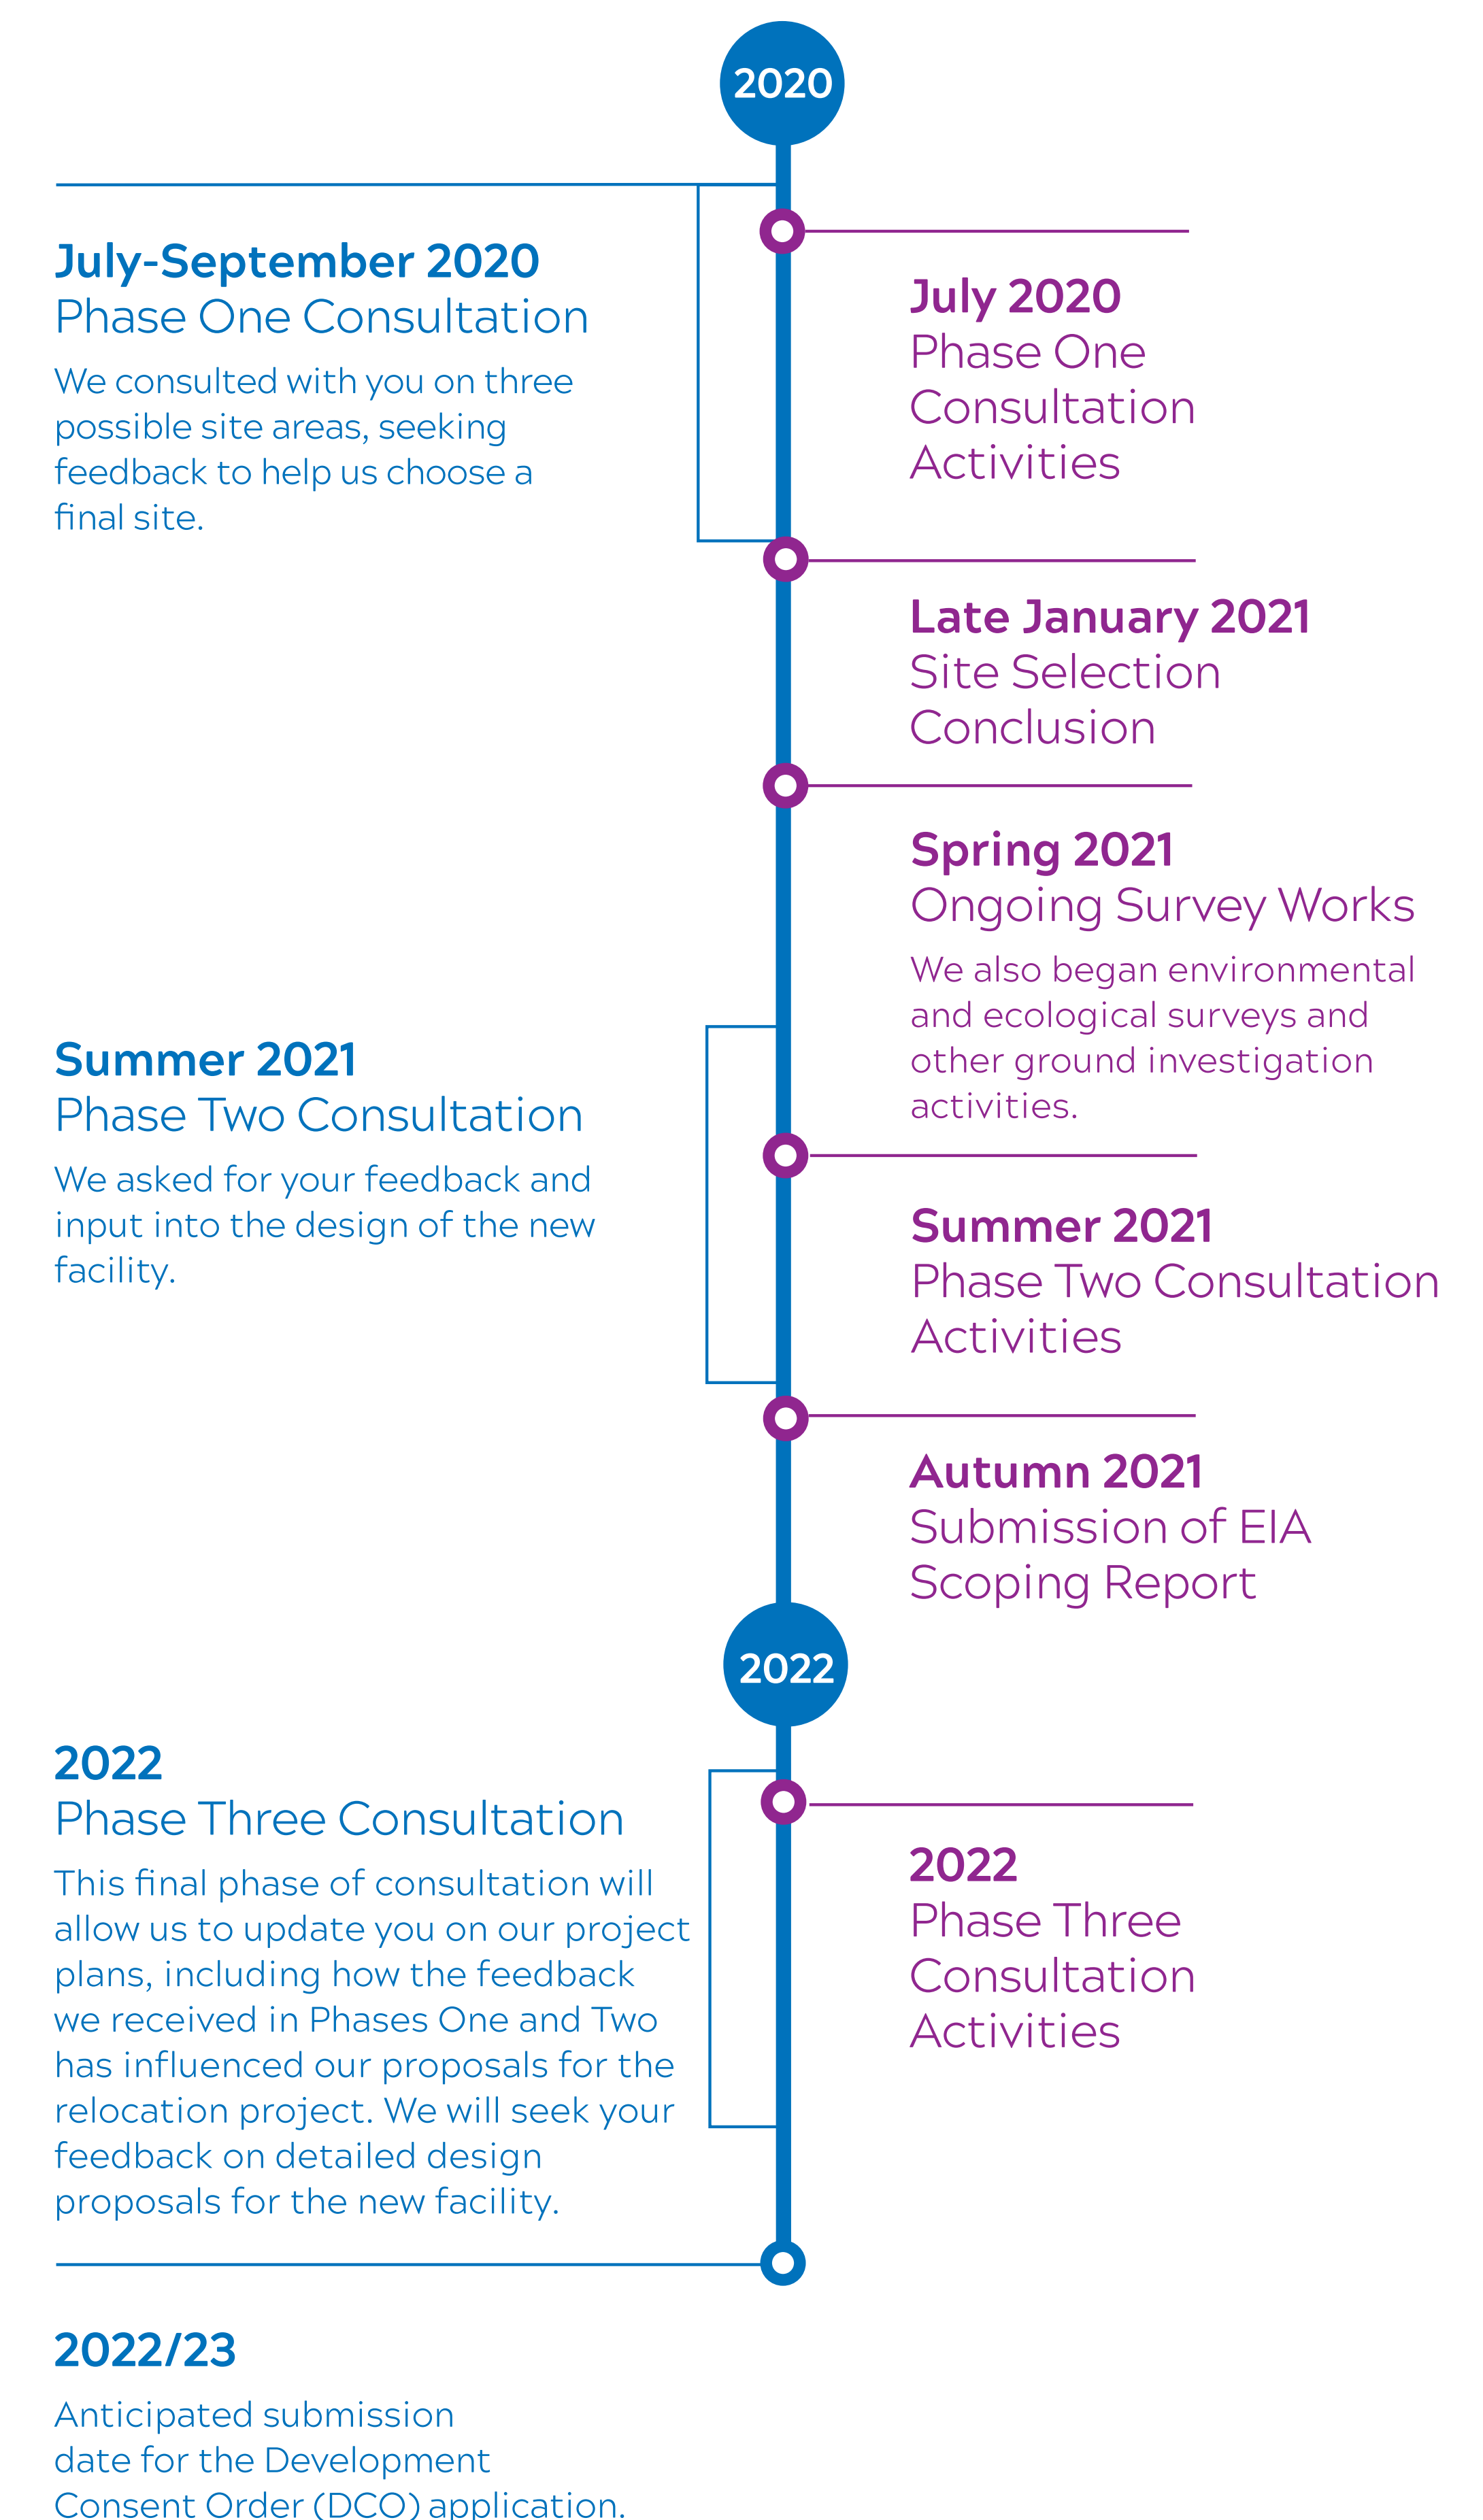 2020
July-September 2020
Phase One Consultation
We consulted with you on three
possible site areas, seeking
feedback to help us choose a
final site.
July 2020
Phase One
Consultation
Activities
Late January 2021
Site Selection
Conclusion
Spring 2021
Ongoing Survey Works
We also began environmental
and ecological surveys and
other ground investigation
activities.
Summer 2021
Phase Two Consultation
We asked for your feedback and
input into the design of the new
facility.
Summer 2021
Phase Two Consultation
Activities
Autumn 2021
Submission of EIA
Scoping Report
2022
2022
Phase Three Consultation
This final phase of consultation will
allow us to update you on our project
plans, including how the feedback
we received in Phases One and Two
has influenced our proposals for the
relocation project. We will seek your
feedback on detailed design
proposals for the new facility.
2022
Phase Three
Consultation
Activities
2022/23
Anticipated submission
date for the Development
Consent Order (DCO) application.